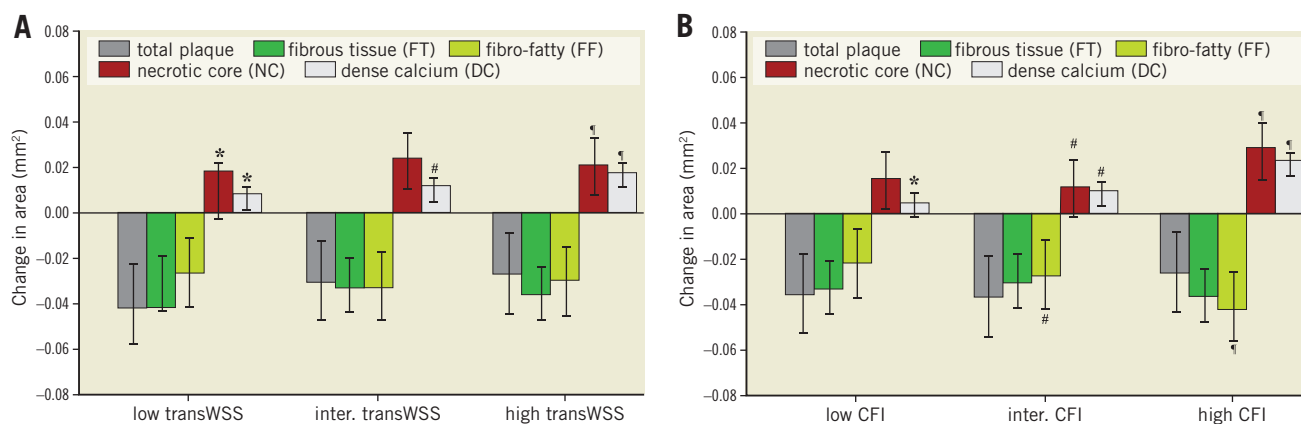 A
total plaque fibrous tissue (FT) fibro-fatty (FF)
necrotic core (NC) dense calcium (DC)
Change in area (mm²)
0.08
0.06
0.04
0.02
0.00
–0.02
–0.04
–0.06
–0.08
* * # ¶ ¶
low transWSS inter. transWSS high transWSS
B
total plaque fibrous tissue (FT) fibro-fatty (FF)
necrotic core (NC) dense calcium (DC)
Change in area (mm²)
0.08
0.06
0.04
0.02
0.00
–0.02
–0.04
–0.06
–0.08
* # # ¶ ¶
# ¶
low CFI inter. CFI high CFI